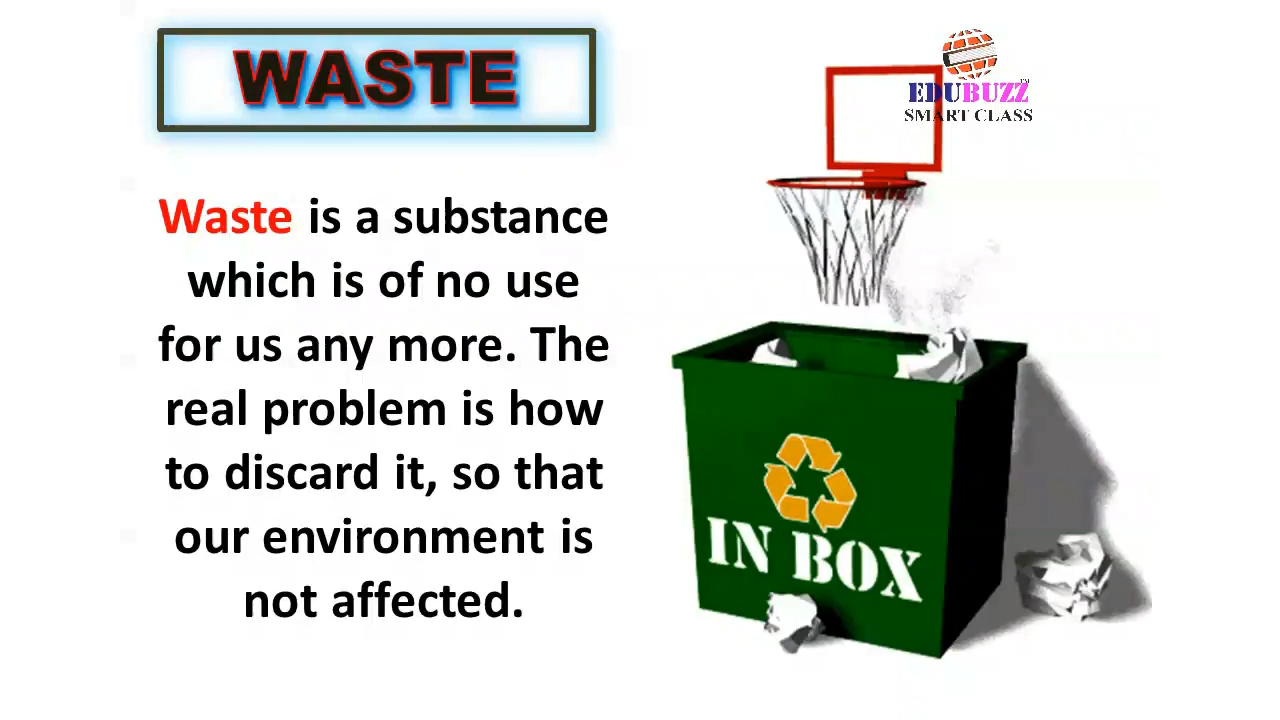 WASTE
EDUBUZZ™
SMART CLASS
Waste is a substance
which is of no use
for us any more. The
real problem is how
to discard it, so that
our environment is
not affected.
IN BOX